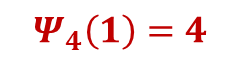 Ψ₄(1) = 4